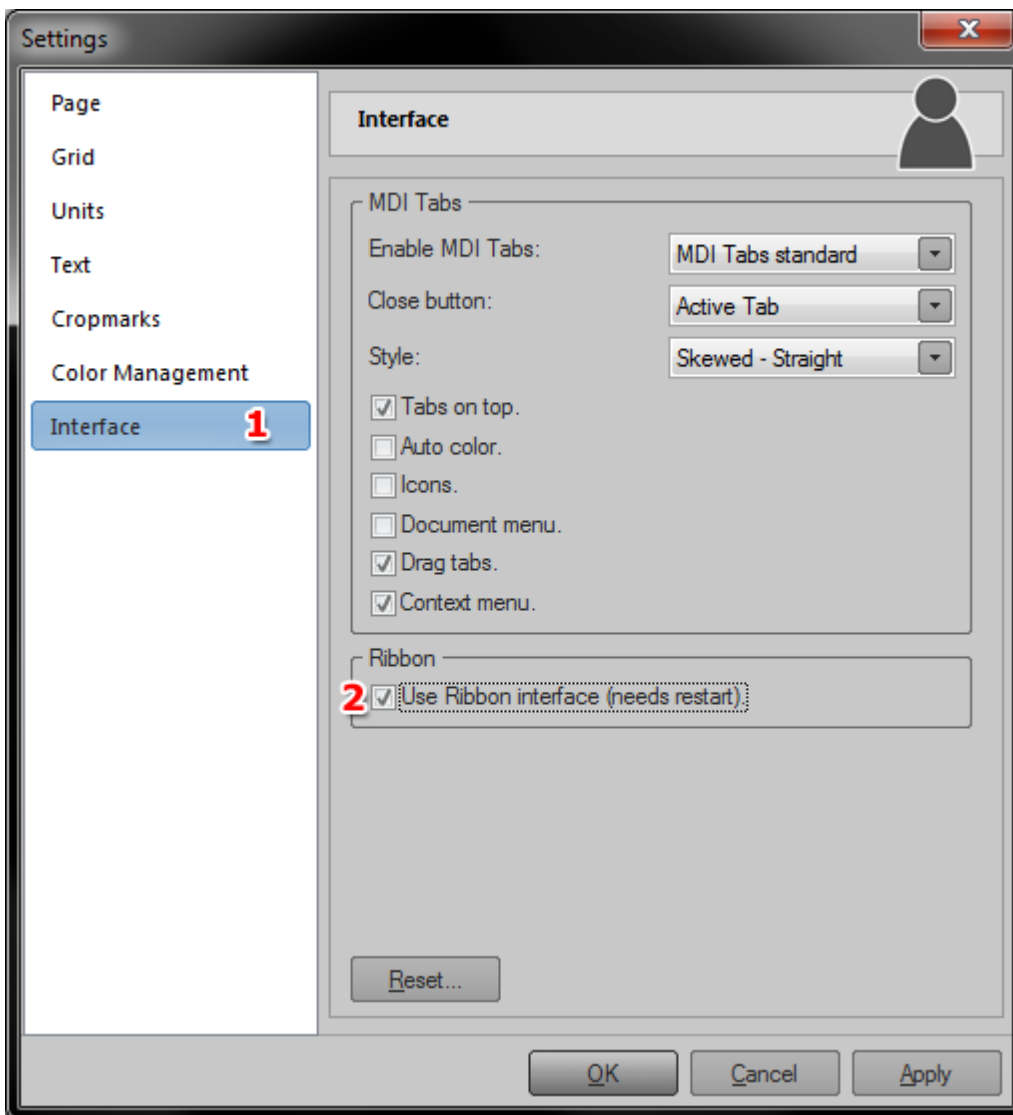 Settings
x
Page
Grid
Units
Text
Cropmarks
Color Management
Interface 1
Interface
MDI Tabs
Enable MDI Tabs: MDI Tabs standard
Close button: Active Tab
Style: Skewed - Straight
Tabs on top.
Auto color.
Icons.
Document menu.
Drag tabs.
Context menu.
Ribbon
2 Use Ribbon interface (needs restart).
Reset...
OK Cancel Apply